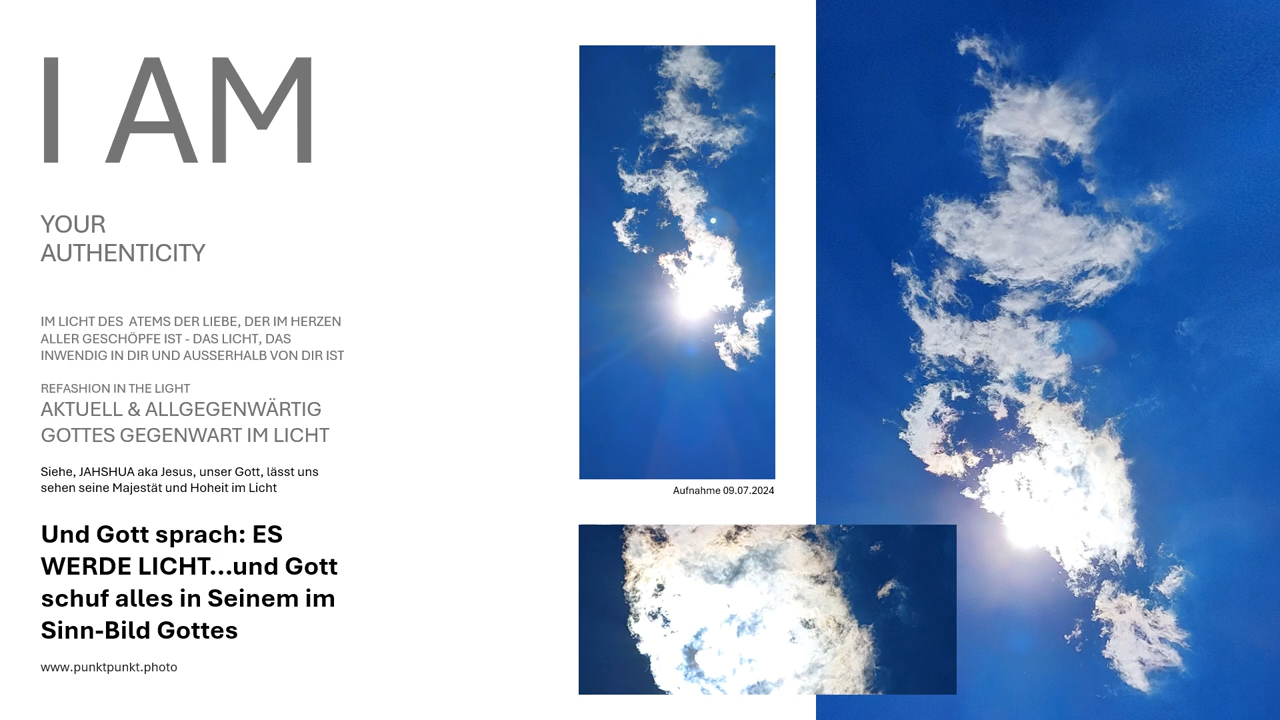 I AM
YOUR
AUTHENTICITY
IM LICHT DES ATEMS DER LIEBE, DER IM HERZEN
ALLER GESCHÖPFE IST - DAS LICHT, DAS
INWENDIG IN DIR UND AUSSERHALB VON DIR IST
REFASHION IN THE LIGHT
AKTUELL & ALLGEGENWÄRTIG
GOTTES GEGENWART IM LICHT
Siehe, JAHSHUA aka Jesus, unser Gott, lässt uns
sehen seine Majestät und Hoheit im Licht
Und Gott sprach: ES
WERDE LICHT...und Gott
schuf alles in Seinem im
Sinn-Bild Gottes
www.punktpunkt.photo
Aufnahme 09.07.2024